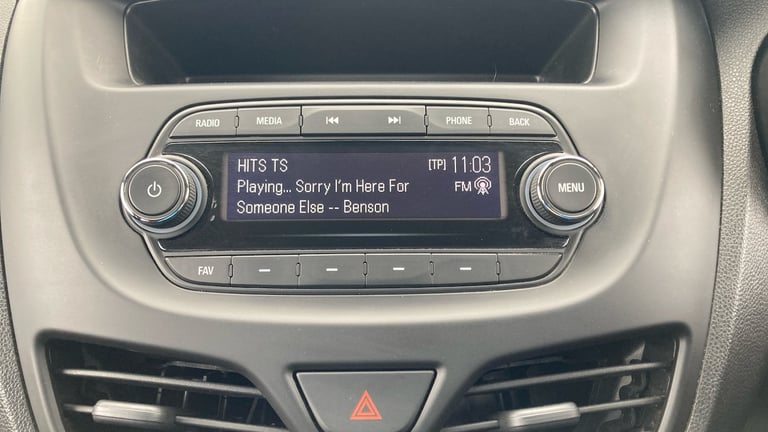 RADIO MEDIA PHONE BACK
HITS TS [TP] 11:03
Playing... Sorry I'm Here For FM
Someone Else -- Benson
MENU
FAV